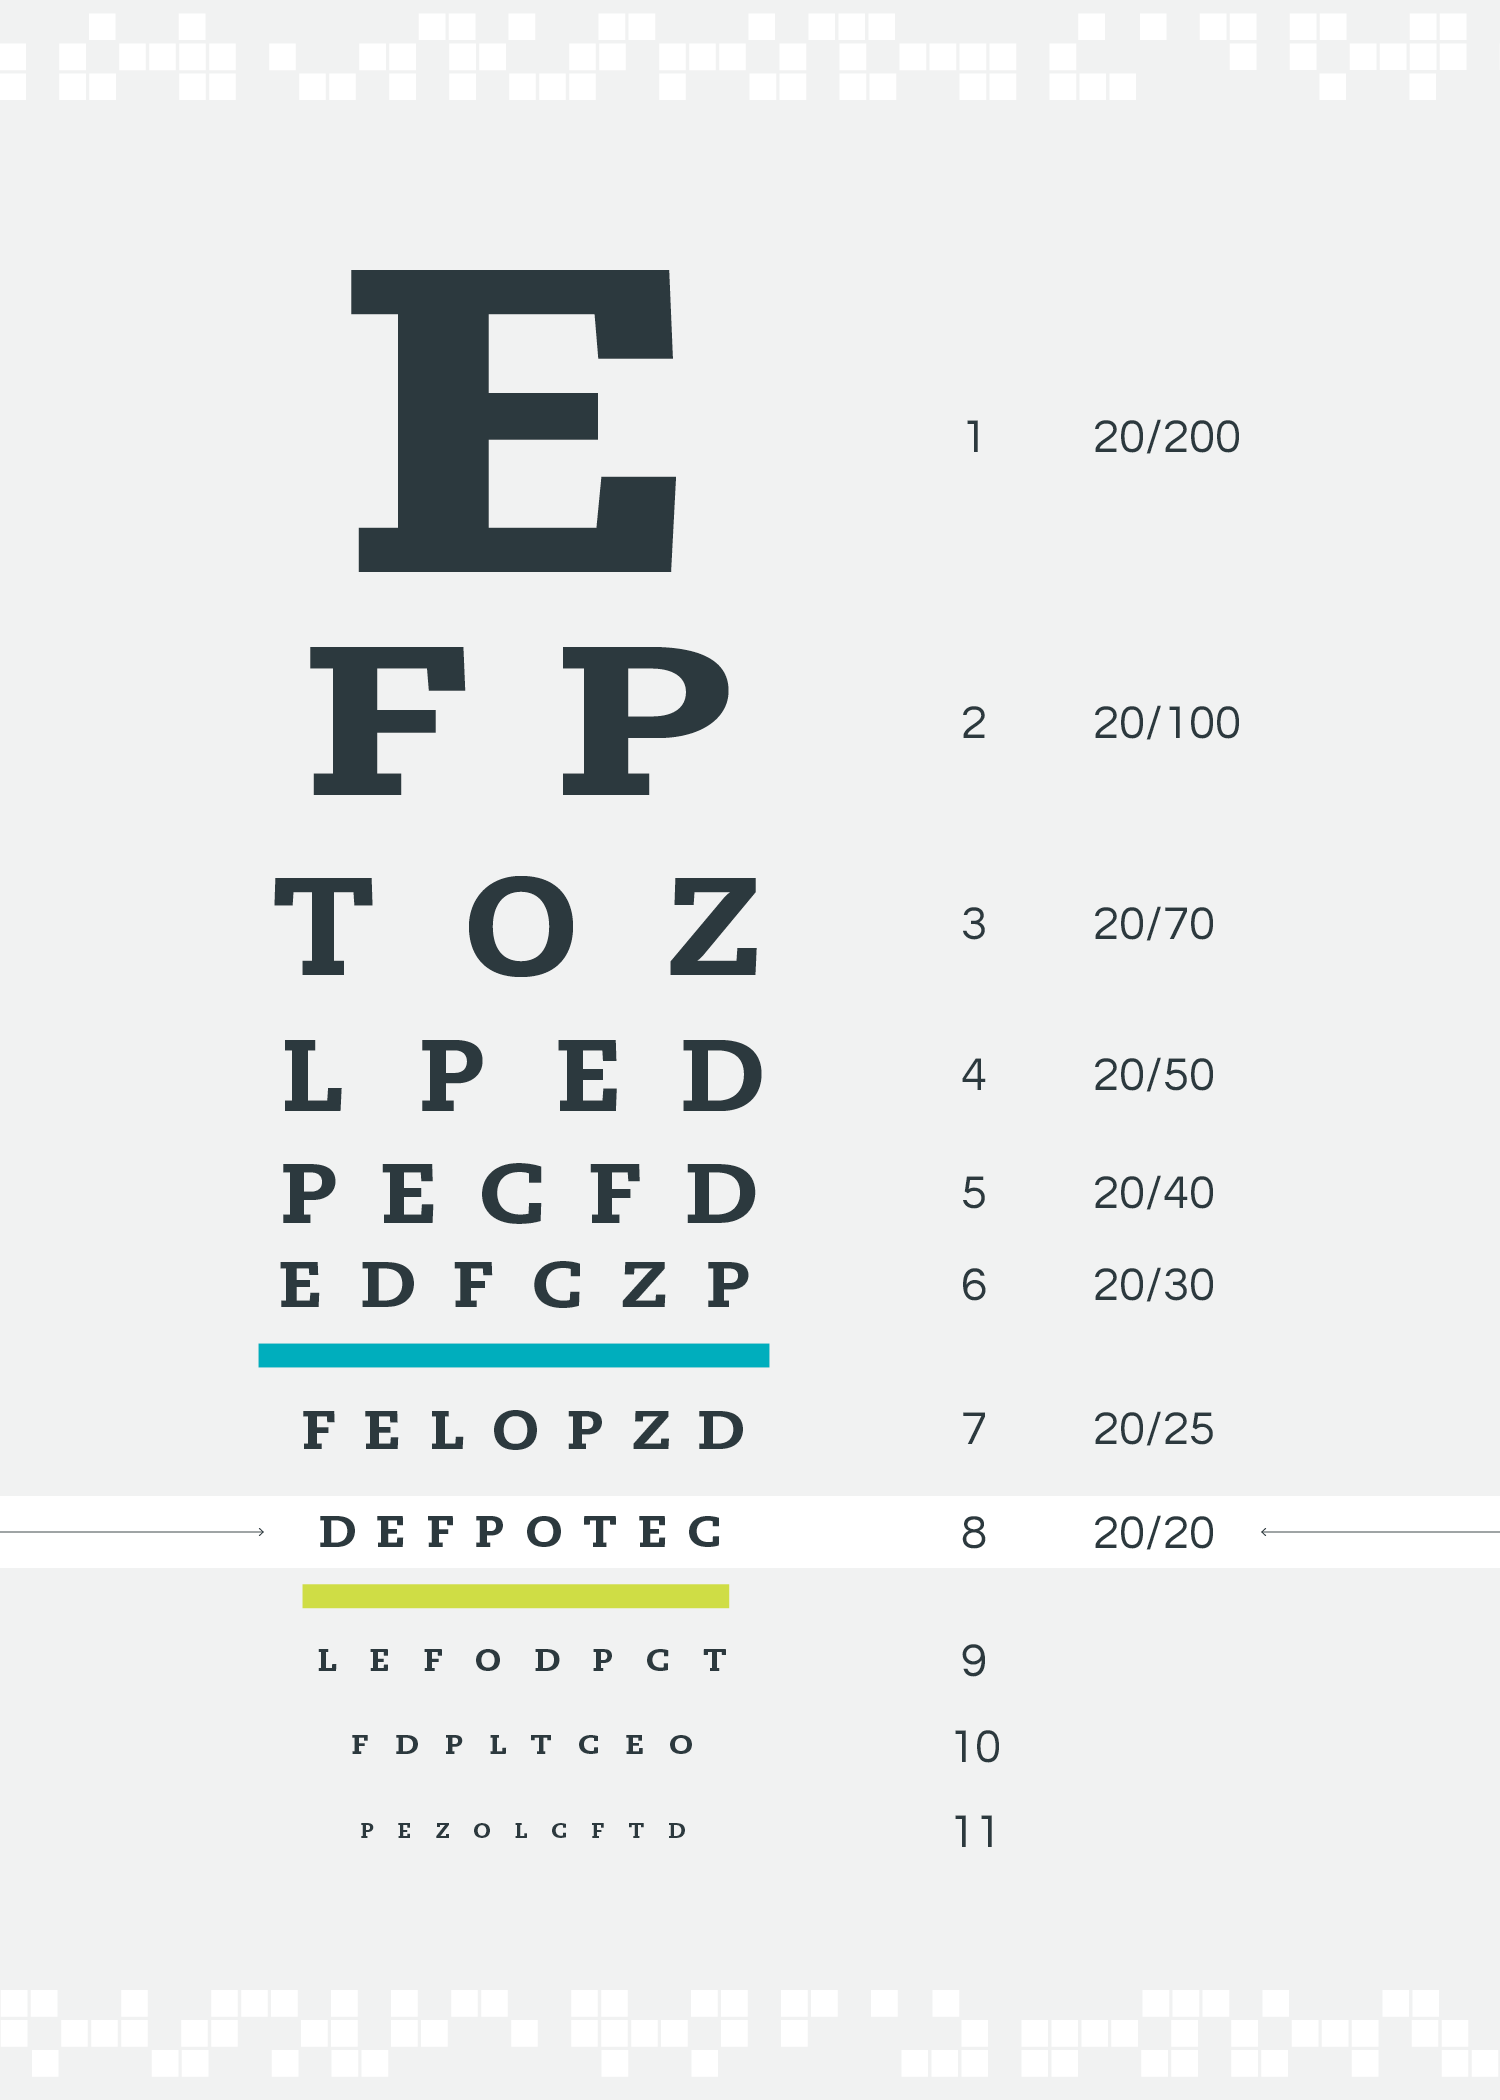 E 1 20/200
F P 2 20/100
T O Z 3 20/70
L P E D 4 20/50
P E C F D 5 20/40
E D F C Z P 6 20/30
F E L O P Z D 7 20/25
D E F P O T E C 8 20/20
L E F O D P C T 9
F D P L T C E O 10
P E Z O L C F T D 11